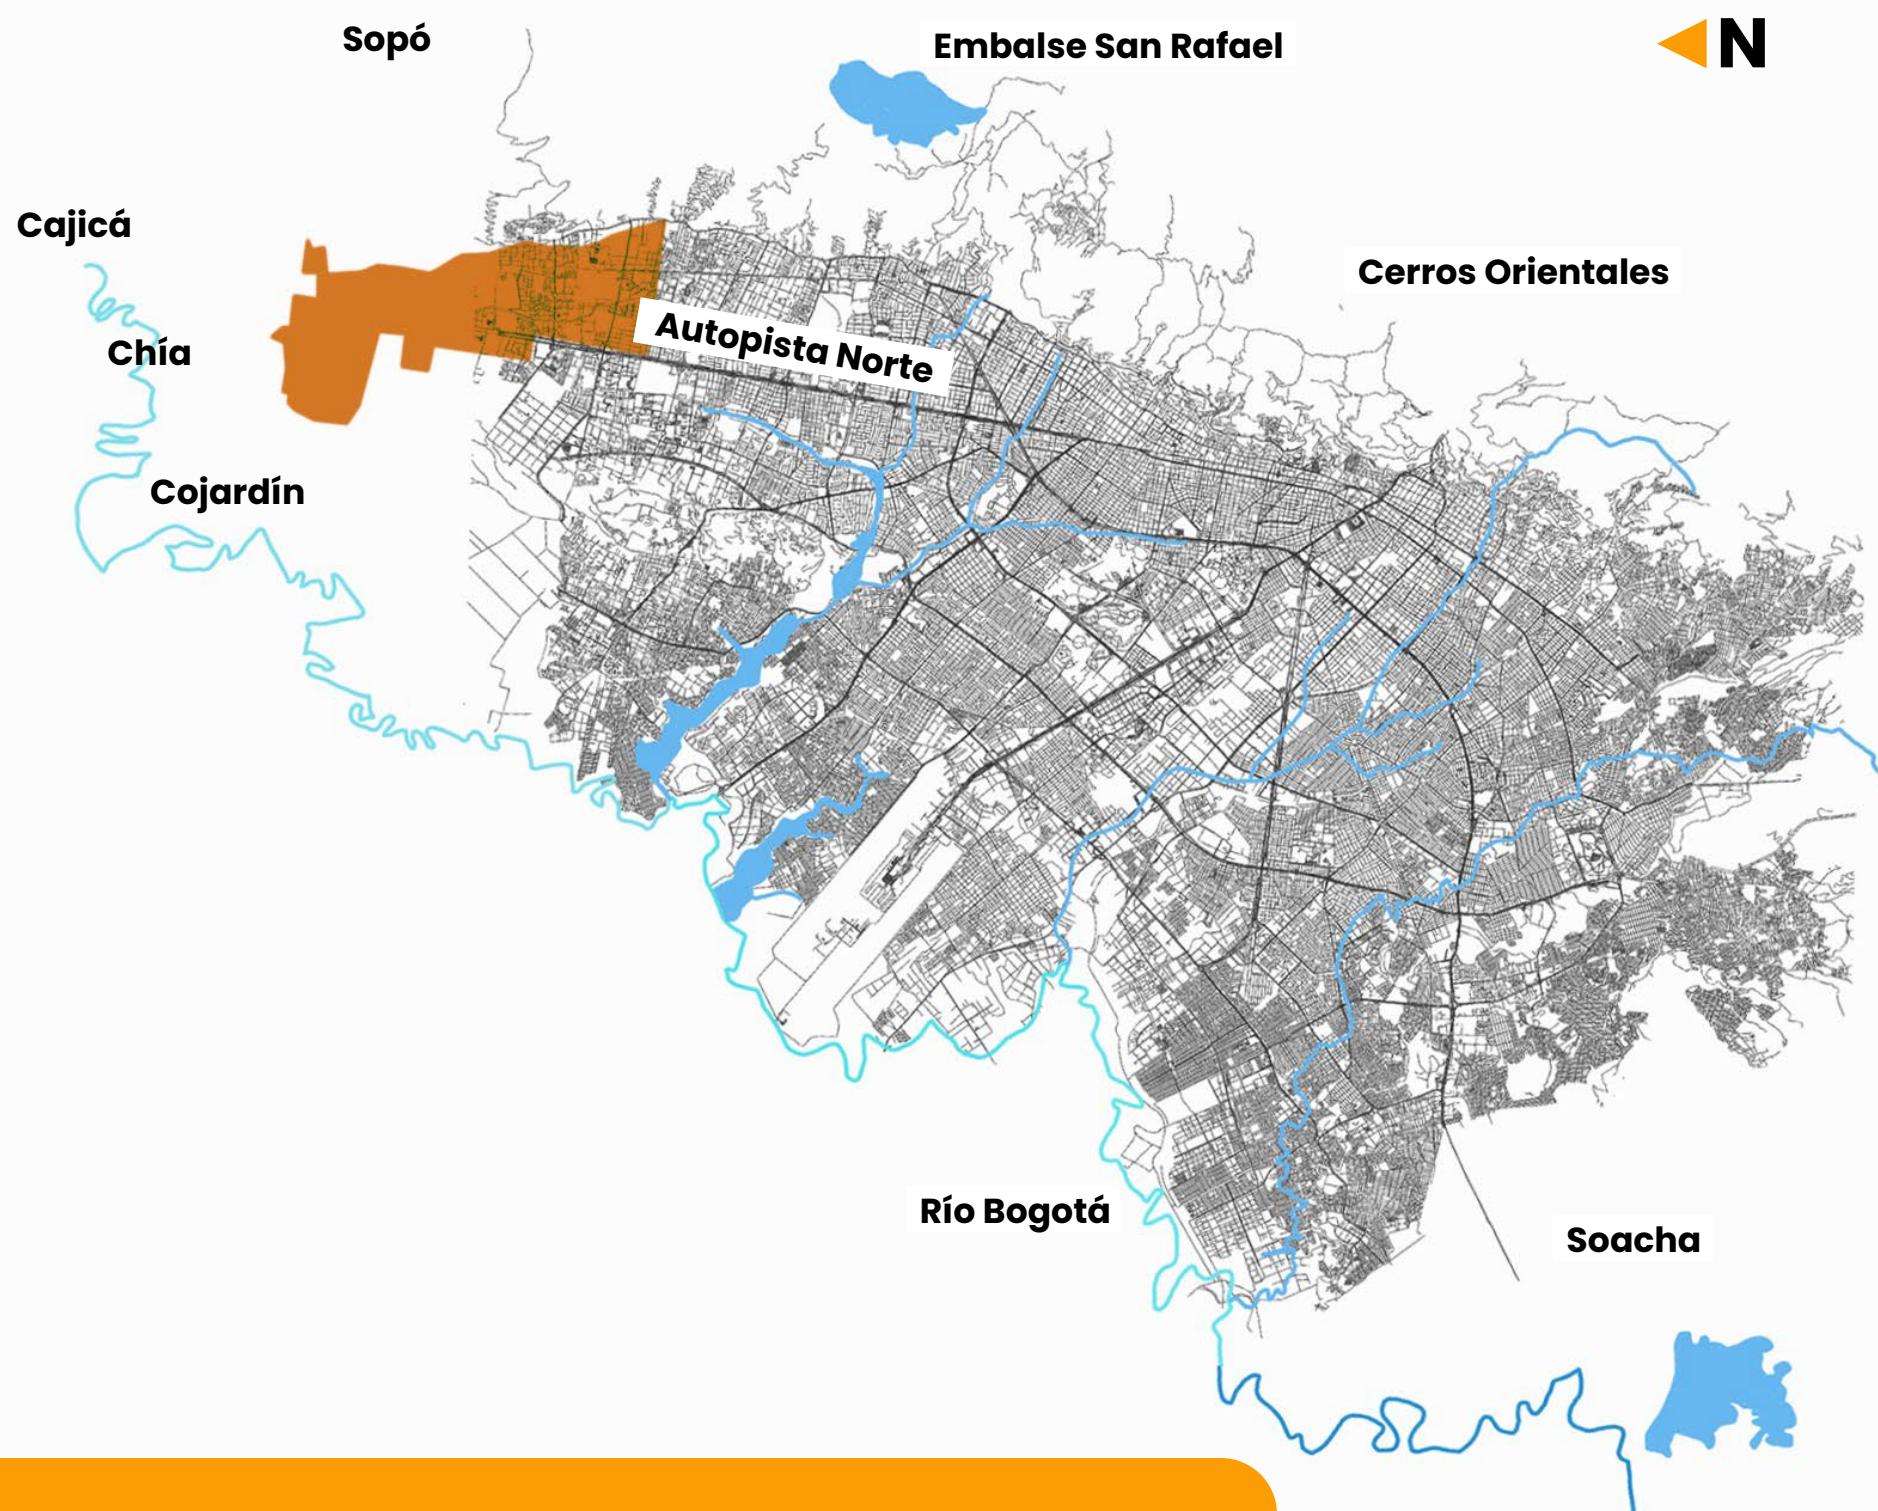 Sopó
Embalse San Rafael
N
Cajicá
Cerros Orientales
Autopista Norte
Chía
Cojardín
Río Bogotá
Soacha